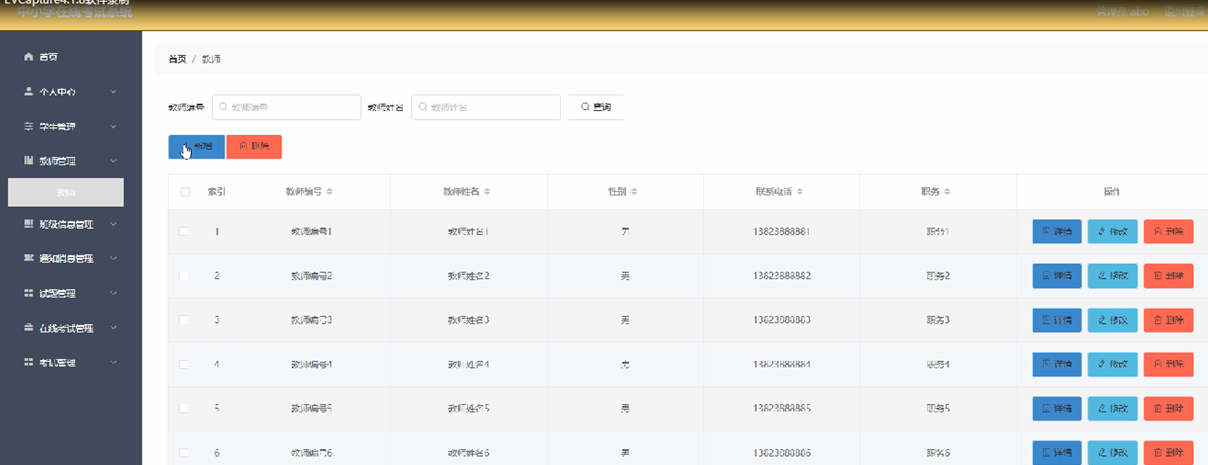 EVCapture4.1.8软件录制
中小学在线考试系统
管理员 abo 退出登录
首页
个人中心
学生管理
教师管理
教师
班级信息管理
通知消息管理
试题管理
在线考试管理
考试管理
首页 / 教师
教师编号 教师编号 教师姓名 教师姓名 查询
新增 删除
索引 教师编号 教师姓名 性别 联系电话 职务 操作
1 教师编号1 教师姓名1 男 13823888881 职务1 详情 修改 删除
2 教师编号2 教师姓名2 男 13823888882 职务2 详情 修改 删除
3 教师编号3 教师姓名3 男 13823888883 职务3 详情 修改 删除
4 教师编号4 教师姓名4 男 13823888884 职务4 详情 修改 删除
5 教师编号5 教师姓名5 男 13823888885 职务5 详情 修改 删除
6 教师编号6 教师姓名6 男 13823888886 职务6 详情 修改 删除